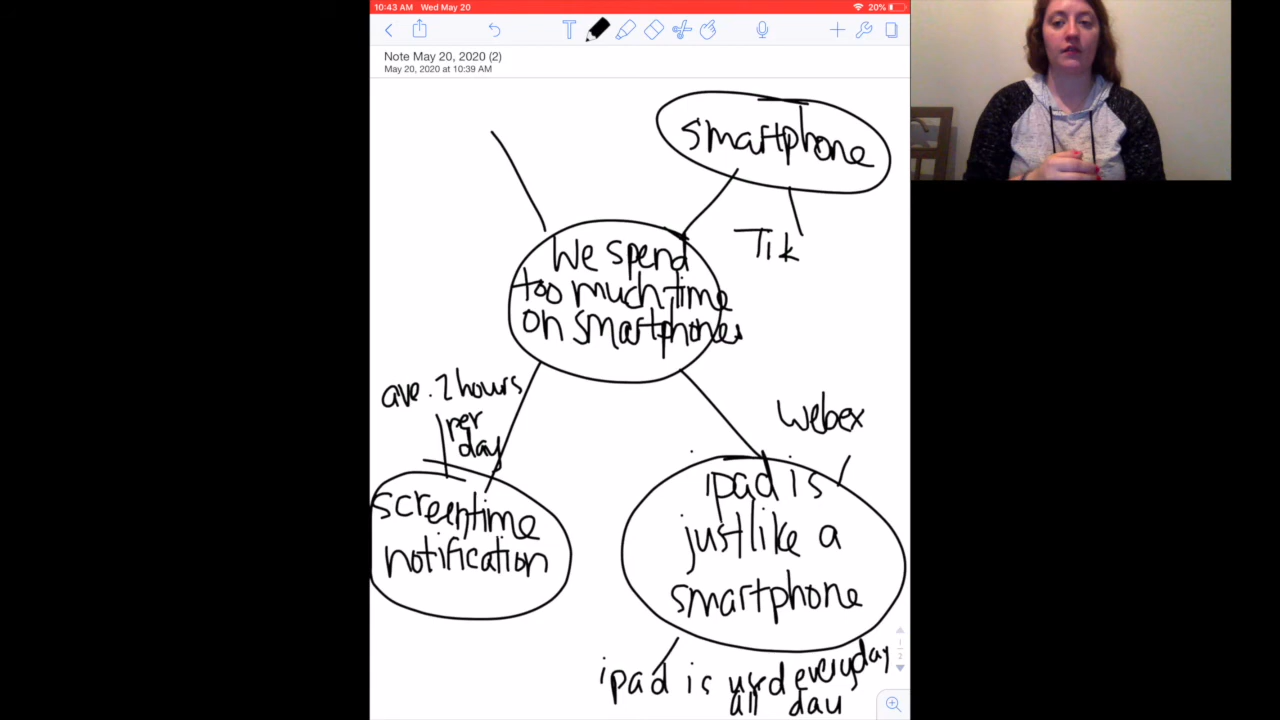 10:43 AM Wed May 20
20%
T
Note May 20, 2020 (2)
May 20, 2020 at 10:39 AM
smartphone
Tik
We spend
too much time
on smartphones
ave. 2 hours
per
day
screentime
notification
webex
ipad is
just like a
smartphone
ipad is used everyday
all day
1
2